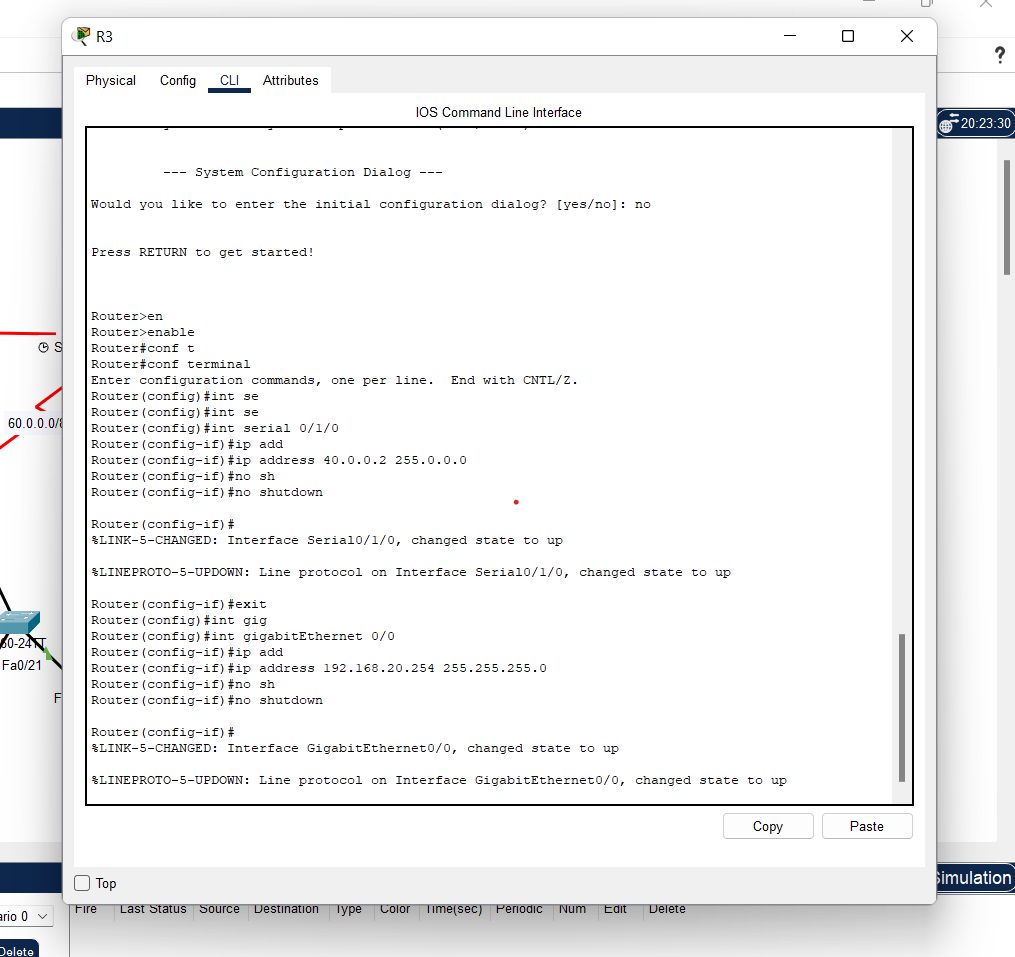 R3
?
Physical Config CLI Attributes
IOS Command Line Interface
20:23:30
--- System Configuration Dialog ---
Would you like to enter the initial configuration dialog? [yes/no]: no
Press RETURN to get started!
Router>en
Router>enable
Router#conf t
Router#conf terminal
Enter configuration commands, one per line.  End with CNTL/Z.
Router(config)#int se
Router(config)#int se
Router(config)#int serial 0/1/0
Router(config-if)#ip add
Router(config-if)#ip address 40.0.0.2 255.0.0.0
Router(config-if)#no sh
Router(config-if)#no shutdown
Router(config-if)#
%LINK-5-CHANGED: Interface Serial0/1/0, changed state to up
%LINEPROTO-5-UPDOWN: Line protocol on Interface Serial0/1/0, changed state to up
Router(config-if)#exit
Router(config)#int gig
Router(config)#int gigabitEthernet 0/0
Router(config-if)#ip add
Router(config-if)#ip address 192.168.20.254 255.255.255.0
Router(config-if)#no sh
Router(config-if)#no shutdown
Router(config-if)#
%LINK-5-CHANGED: Interface GigabitEthernet0/0, changed state to up
%LINEPROTO-5-UPDOWN: Line protocol on Interface GigabitEthernet0/0, changed state to up
Copy Paste
Top
S
60.0.0.0/8
60-24TT
Fa0/21
F
Simulation
ario 0
Fire Last Status Source Destination Type Color Time(sec) Periodic Num Edit Delete
Delete